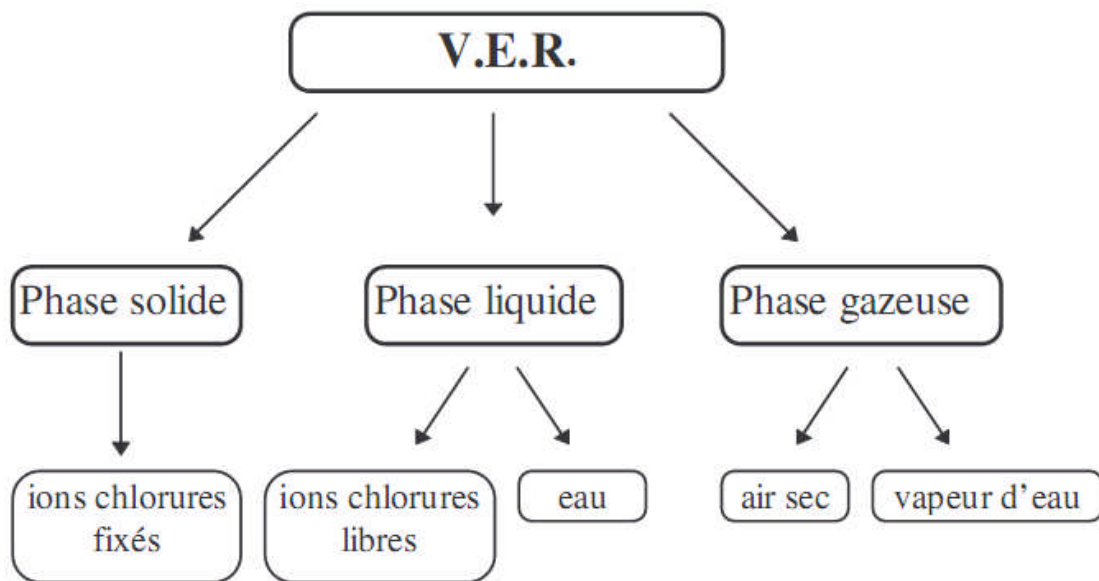 V.E.R.
Phase solide
Phase liquide
Phase gazeuse
ions chlorures
fixés
ions chlorures
libres
eau
air sec
vapeur d’eau